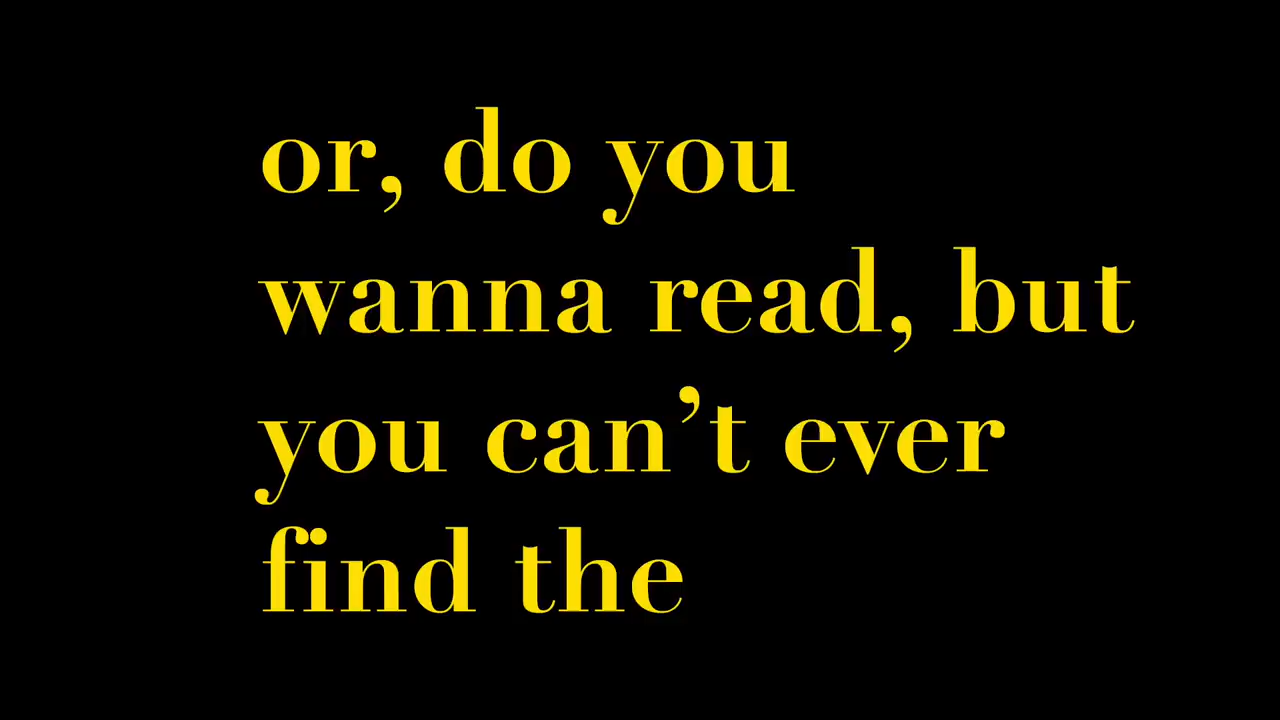 or, do you
wanna read, but
you can’t ever
find the